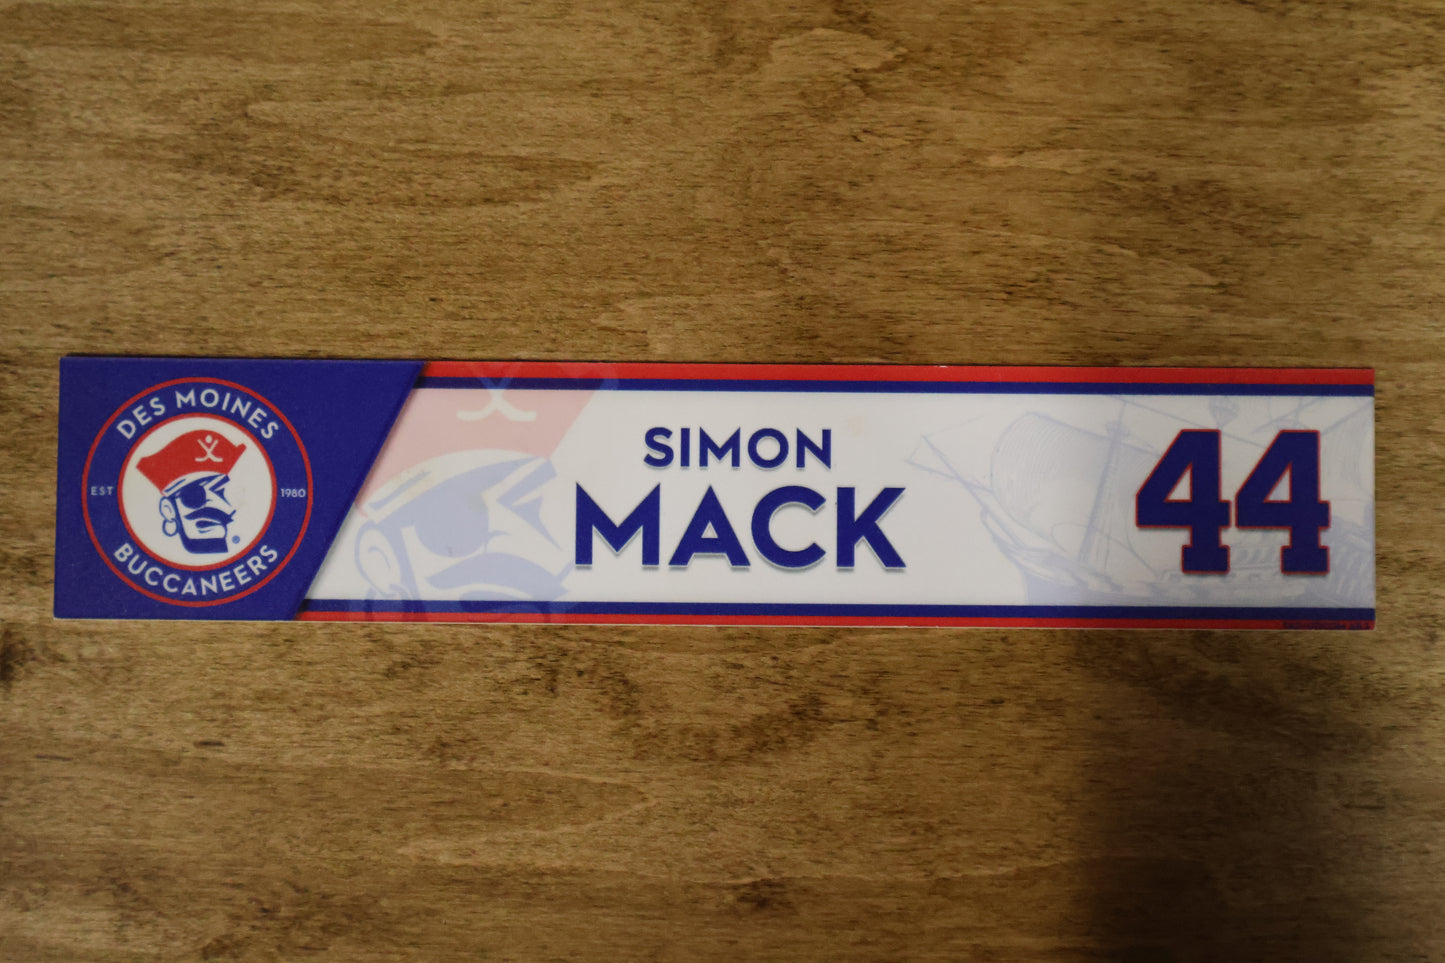 DES MOINES
EST 1980
BUCCANEERS
SIMON
MACK
44